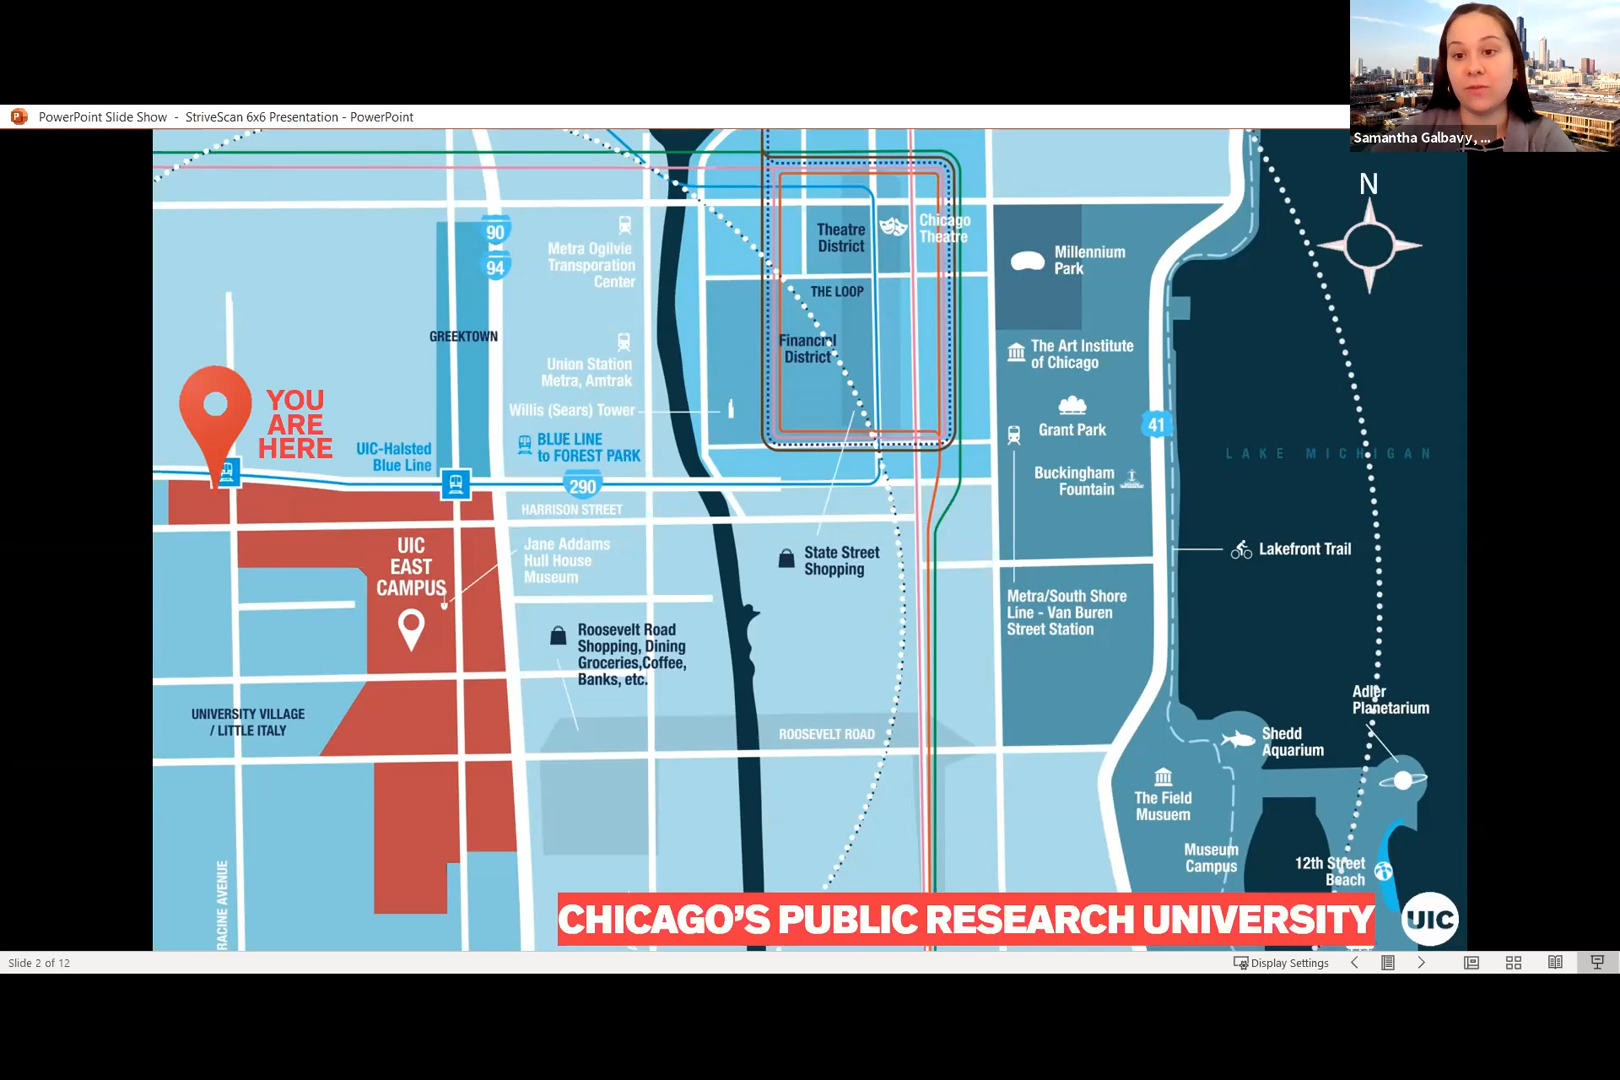 PowerPoint Slide Show - StriveScan 6x6 Presentation - PowerPoint
Samantha Galbavy, ...
N
90
94
Metra Ogilvie
Transporation
Center
Theatre
District
Chicago
Theatre
Millennium
Park
THE LOOP
GREEKTOWN
Financial
District
The Art Institute
of Chicago
Union Station
Metra, Amtrak
Willis (Sears) Tower
YOU
ARE
HERE
UIC-Halsted
Blue Line
BLUE LINE
to FOREST PARK
Grant Park
41
LAKE MICHIGAN
Buckingham
Fountain
290
HARRISON STREET
UIC
EAST
CAMPUS
Jane Addams
Hull House
Museum
State Street
Shopping
Lakefront Trail
Metra/South Shore
Line - Van Buren
Street Station
Roosevelt Road
Shopping, Dining
Groceries,Coffee,
Banks, etc.
UNIVERSITY VILLAGE
/ LITTLE ITALY
ROOSEVELT ROAD
Adler
Planetarium
Shedd
Aquarium
The Field
Musuem
Museum
Campus
12th Street
Beach
RACINE AVENUE
CHICAGO'S PUBLIC RESEARCH UNIVERSITY
UIC
Slide 2 of 12
Display Settings